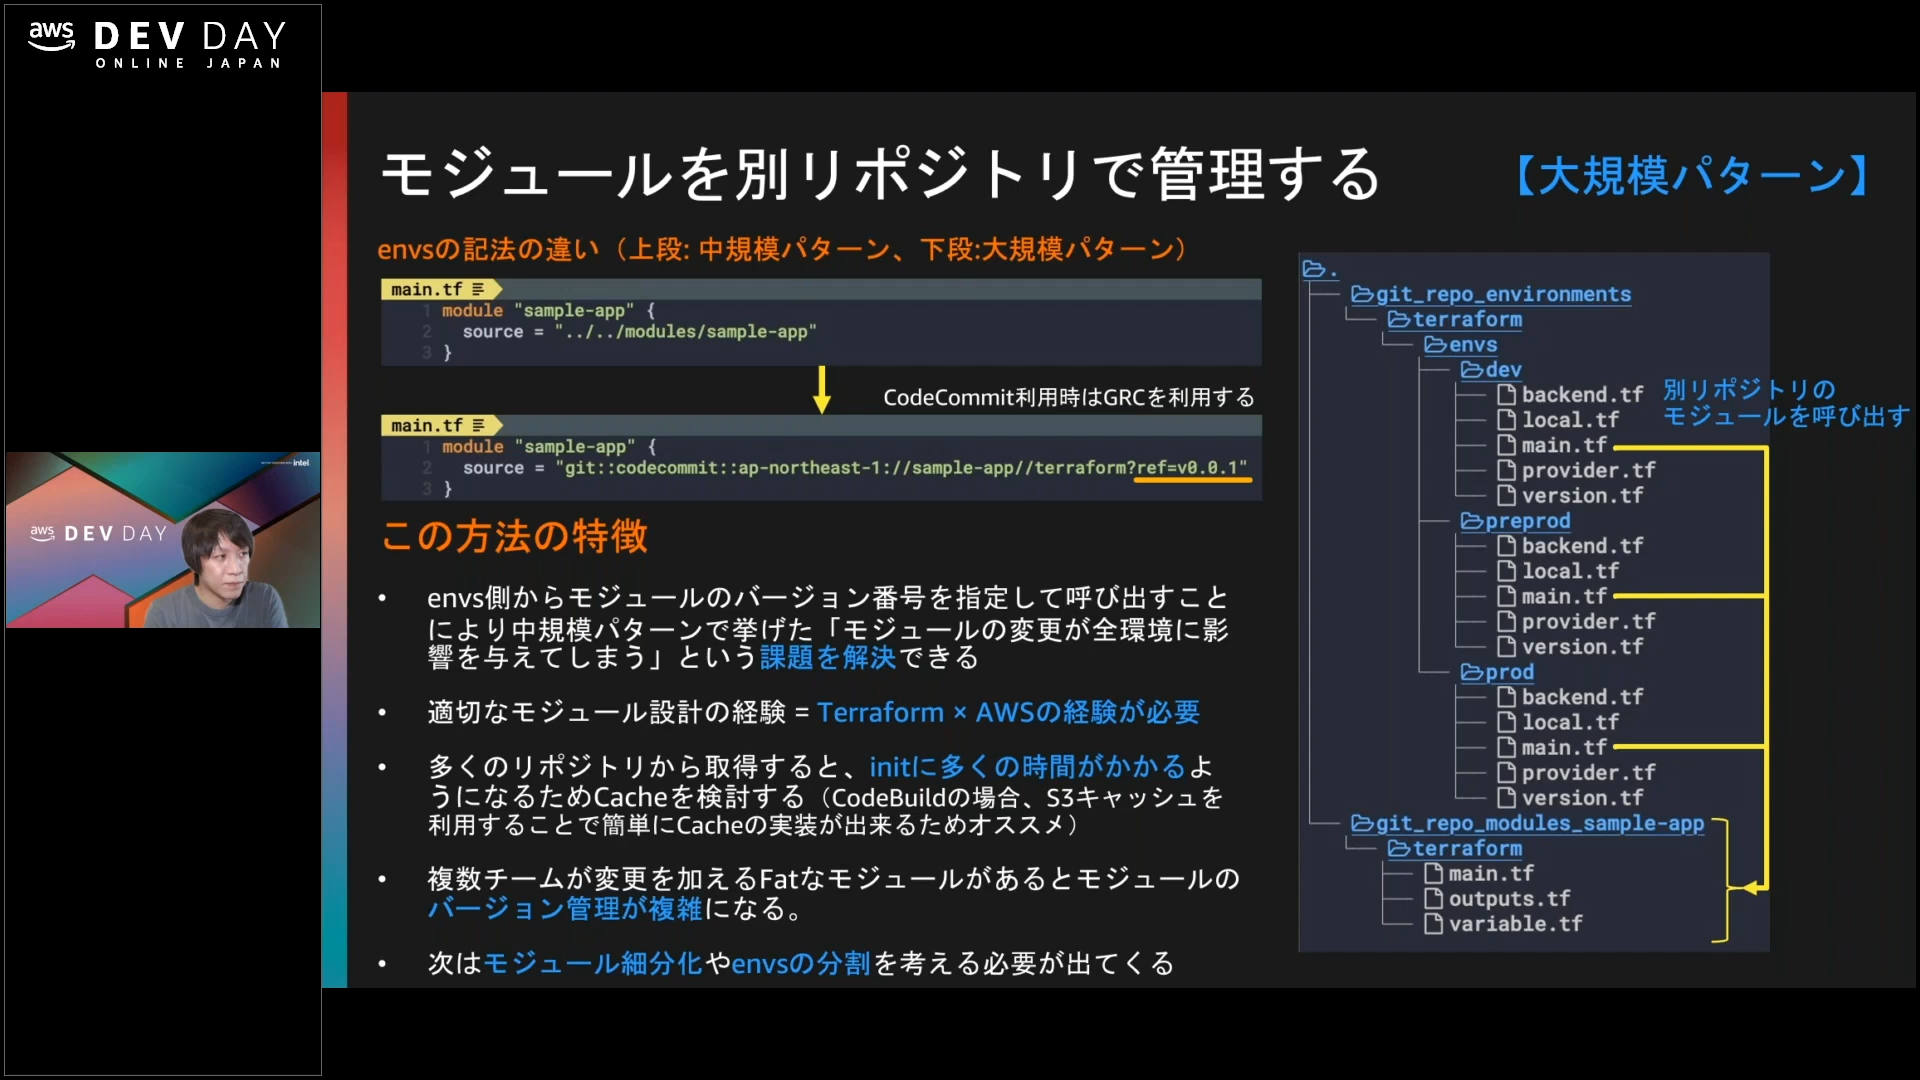 aws DEV DAY
ONLINE JAPAN
intel
aws DEV DAY
モジュールを別リポジトリで管理する
【大規模パターン】
envsの記法の違い（上段: 中規模パターン、下段:大規模パターン）
main.tf
1 module "sample-app" {
2 source = "../../modules/sample-app"
3 }
CodeCommit利用時はGRCを利用する
main.tf
1 module "sample-app" {
2 source = "git::codecommit::ap-northeast-1://sample-app//terraform?ref=v0.0.1"
3 }
この方法の特徴
• envs側からモジュールのバージョン番号を指定して呼び出すこと
により中規模パターンで挙げた「モジュールの変更が全環境に影
響を与えてしまう」という課題を解決できる
• 適切なモジュール設計の経験 = Terraform × AWSの経験が必要
• 多くのリポジトリから取得すると、initに多くの時間がかかるよ
うになるためCacheを検討する（CodeBuildの場合、S3キャッシュを
利用することで簡単にCacheの実装が出来るためオススメ）
• 複数チームが変更を加えるFatなモジュールがあるとモジュールの
バージョン管理が複雑になる。
• 次はモジュール細分化やenvsの分割を考える必要が出てくる
.
git_repo_environments
terraform
envs
dev
backend.tf
local.tf
main.tf
provider.tf
version.tf
別リポジトリの
モジュールを呼び出す
preprod
backend.tf
local.tf
main.tf
provider.tf
version.tf
prod
backend.tf
local.tf
main.tf
provider.tf
version.tf
git_repo_modules_sample-app
terraform
main.tf
outputs.tf
variable.tf